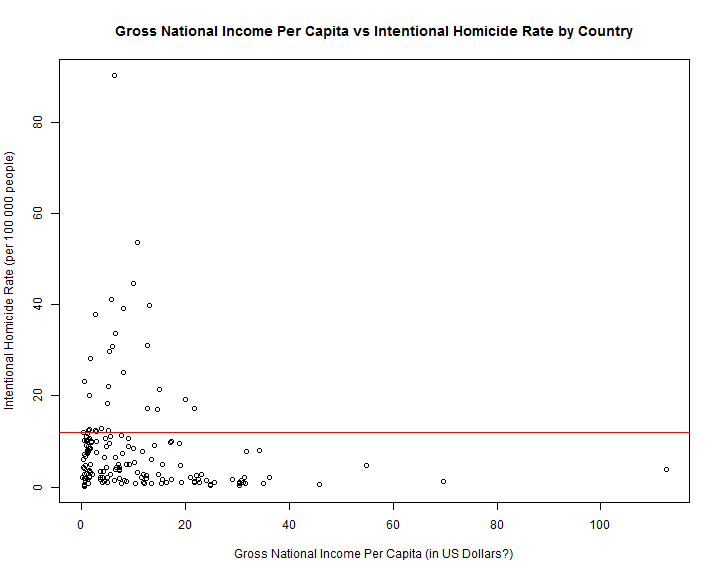 Gross National Income Per Capita vs Intentional Homicide Rate by Country
Intentional Homicide Rate (per 100 000 people)
80
60
40
20
0
0 20 40 60 80 100
Gross National Income Per Capita (in US Dollars?)